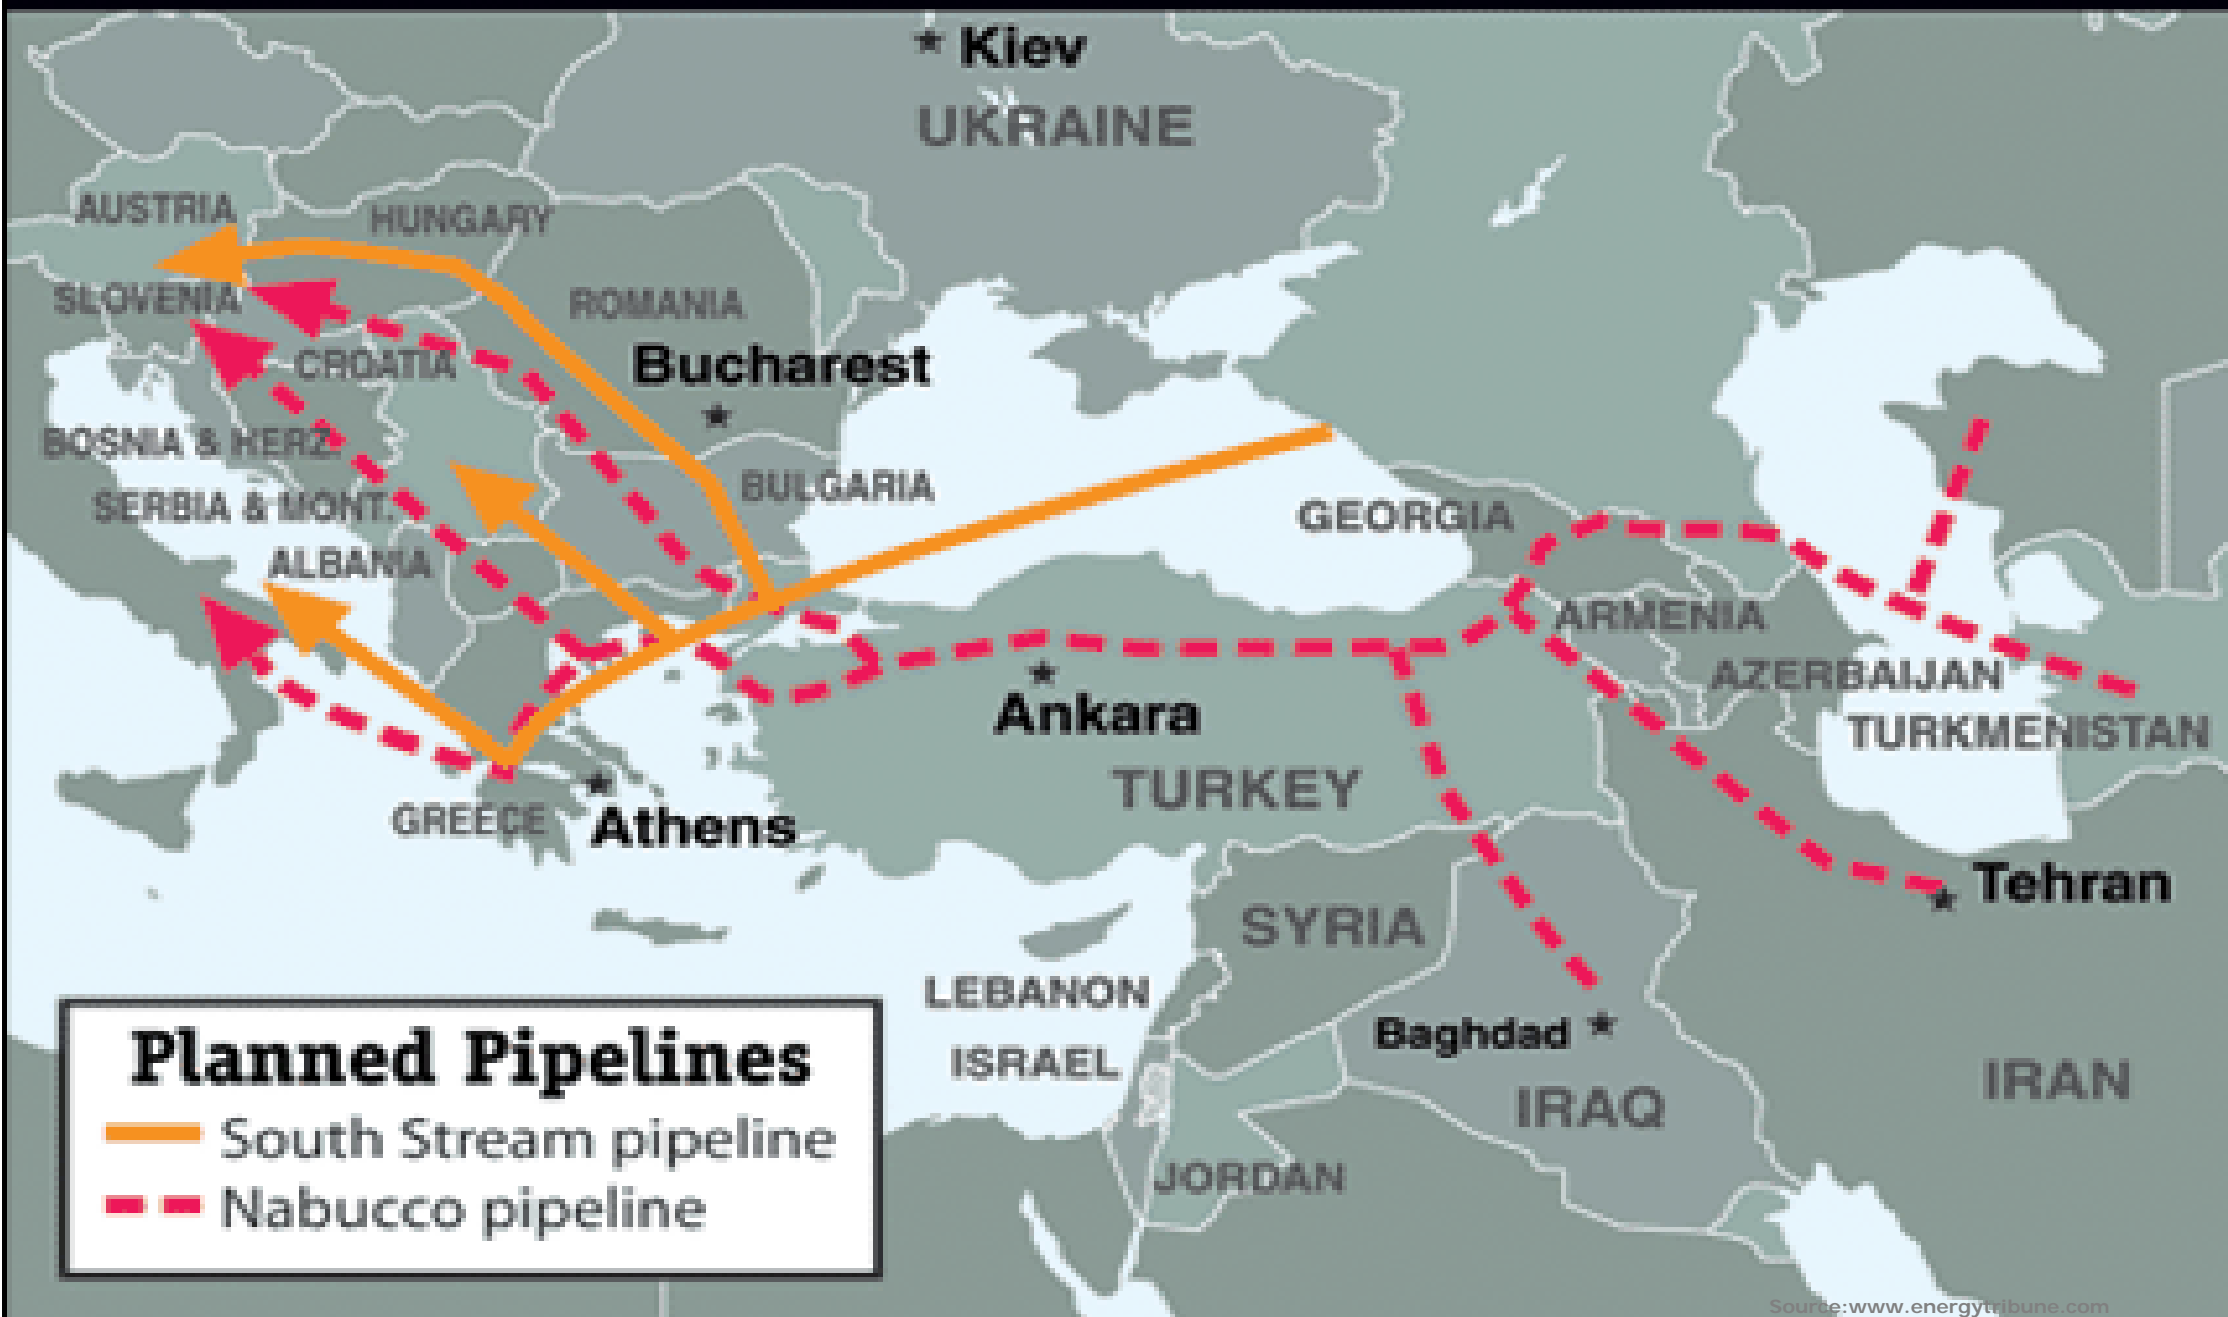 Kiev
UKRAINE
AUSTRIA
HUNGARY
SLOVENIA
ROMANIA
CROATIA
Bucharest
BOSNIA & HERZ.
BULGARIA
SERBIA & MONT.
GEORGIA
ALBANIA
ARMENIA
AZERBAIJAN
Ankara
TURKMENISTAN
TURKEY
GREECE
Athens
Tehran
SYRIA
LEBANON
Baghdad
ISRAEL
IRAN
IRAQ
JORDAN
Planned Pipelines
South Stream pipeline
Nabucco pipeline
Source:www.energytribune.com